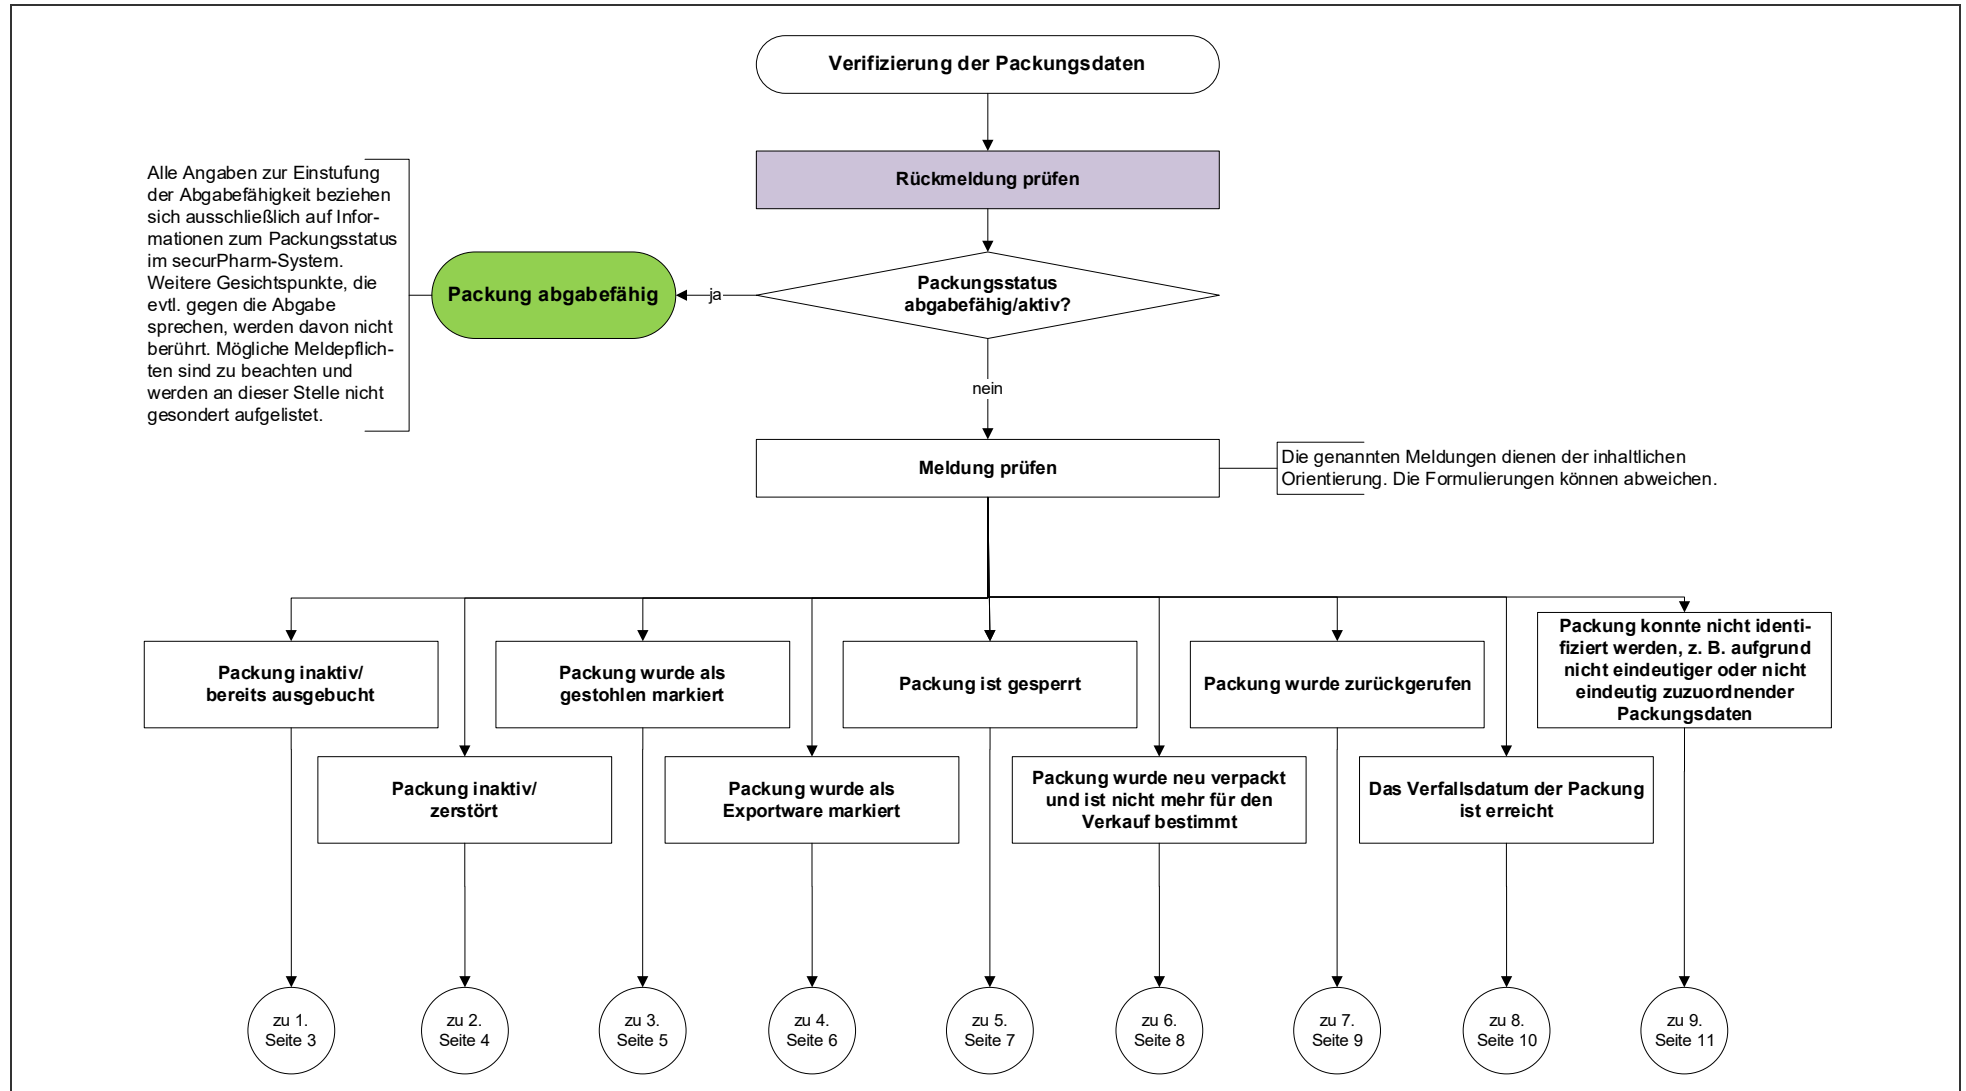 Verifizierung der Packungsdaten
Rückmeldung prüfen
Alle Angaben zur Einstufung
der Abgabefähigkeit beziehen
sich ausschließlich auf Infor-
mationen zum Packungsstatus
im securPharm-System.
Weitere Gesichtspunkte, die
evtl. gegen die Abgabe
sprechen, werden davon nicht
berührt. Mögliche Meldepflich-
ten sind zu beachten und
werden an dieser Stelle nicht
gesondert aufgelistet.
Packung abgabefähig
ja
Packungsstatus
abgabefähig/aktiv?
nein
Meldung prüfen
Die genannten Meldungen dienen der inhaltlichen
Orientierung. Die Formulierungen können abweichen.
Packung inaktiv/
bereits ausgebucht
Packung inaktiv/
zerstört
Packung wurde als
gestohlen markiert
Packung wurde als
Exportware markiert
Packung ist gesperrt
Packung wurde neu verpackt
und ist nicht mehr für den
Verkauf bestimmt
Packung wurde zurückgerufen
Das Verfallsdatum der Packung
ist erreicht
Packung konnte nicht identi-
fiziert werden, z. B. aufgrund
nicht eindeutiger oder nicht
eindeutig zuzuordnender
Packungsdaten
zu 1.
Seite 3
zu 2.
Seite 4
zu 3.
Seite 5
zu 4.
Seite 6
zu 5.
Seite 7
zu 6.
Seite 8
zu 7.
Seite 9
zu 8.
Seite 10
zu 9.
Seite 11